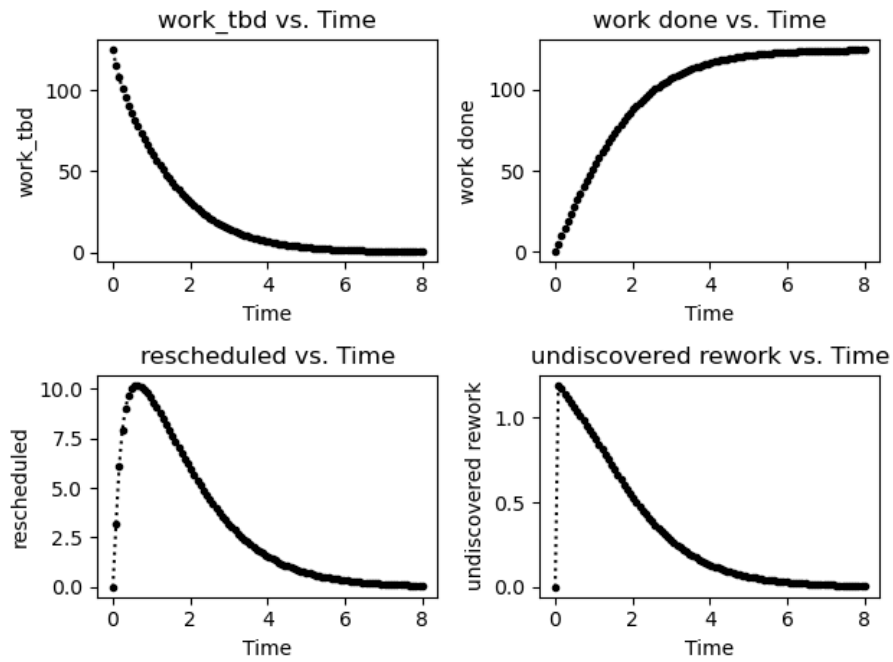 work_tbd vs. Time
work_tbd
100
50
0
0 2 4 6 8
Time
work done vs. Time
work done
100
50
0
0 2 4 6 8
Time
rescheduled vs. Time
rescheduled
10.0
7.5
5.0
2.5
0.0
0 2 4 6 8
Time
undiscovered rework vs. Time
undiscovered rework
1.0
0.5
0.0
0 2 4 6 8
Time